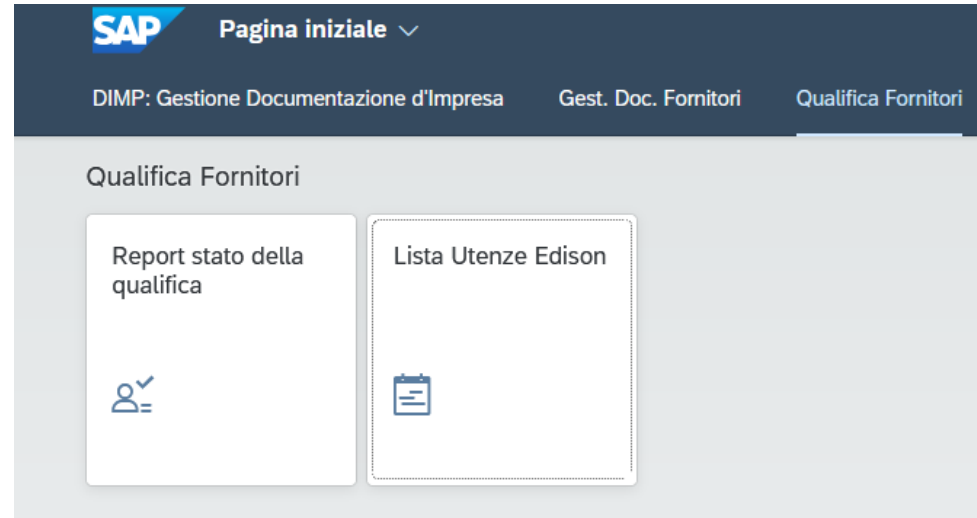 SAP Pagina iniziale
DIMP: Gestione Documentazione d'Impresa Gest. Doc. Fornitori Qualifica Fornitori
Qualifica Fornitori
Report stato della
qualifica
Lista Utenze Edison